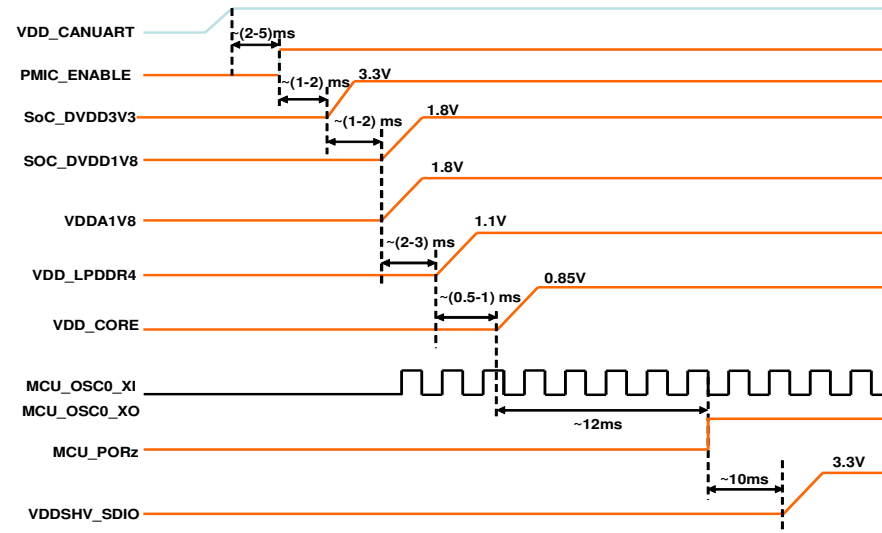 VDD_CANUART
~(2-5)ms
PMIC_ENABLE
~(1-2) ms
3.3V
SoC_DVDD3V3
~(1-2) ms
1.8V
SOC_DVDD1V8
1.8V
VDDA1V8
~(2-3) ms
1.1V
VDD_LPDDR4
~(0.5-1) ms
0.85V
VDD_CORE
MCU_OSC0_XI
MCU_OSC0_XO
~12ms
MCU_PORz
3.3V
~10ms
VDDSHV_SDIO